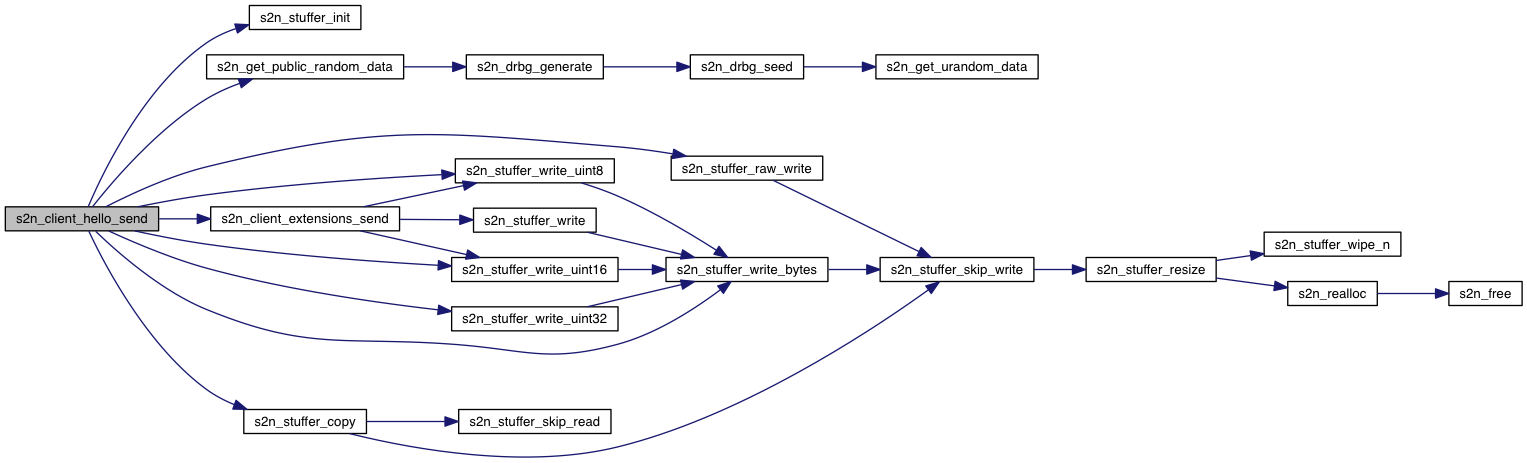 s2n_stuffer_init
s2n_get_public_random_data
s2n_drbg_generate
s2n_drbg_seed
s2n_get_urandom_data
s2n_stuffer_write_uint8
s2n_stuffer_raw_write
s2n_client_hello_send
s2n_client_extensions_send
s2n_stuffer_write
s2n_stuffer_wipe_n
s2n_stuffer_write_uint16
s2n_stuffer_write_bytes
s2n_stuffer_skip_write
s2n_stuffer_resize
s2n_realloc
s2n_free
s2n_stuffer_write_uint32
s2n_stuffer_copy
s2n_stuffer_skip_read